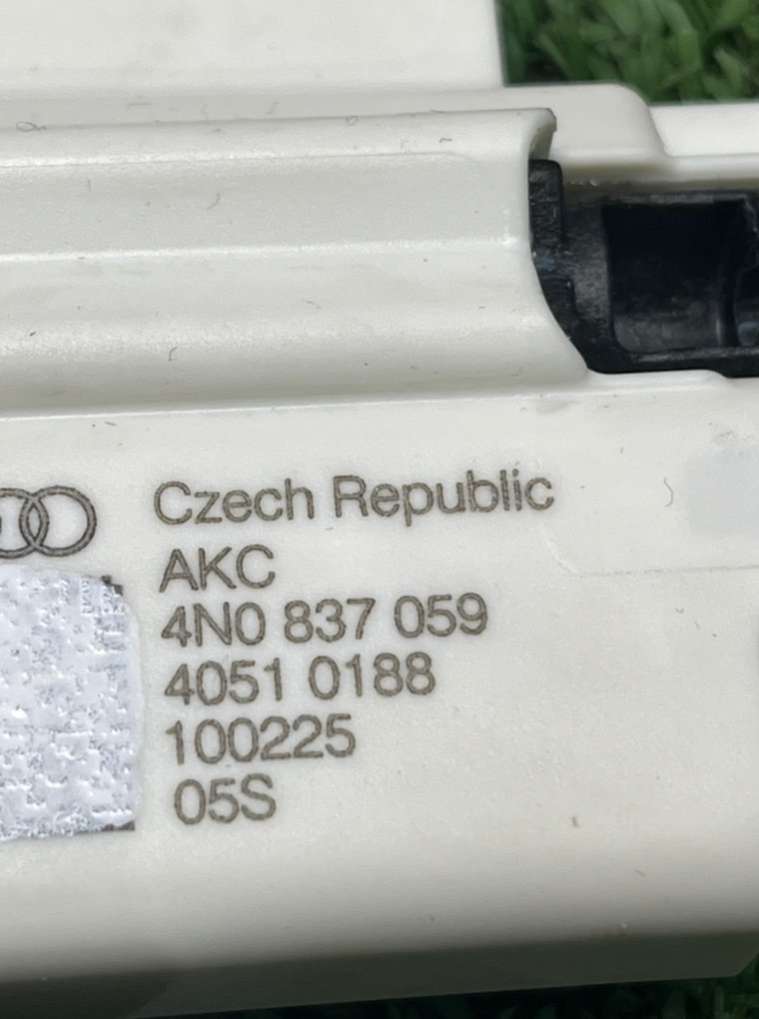 Czech Republic
AKC
4N0 837 059
4051 0188
100225
05S